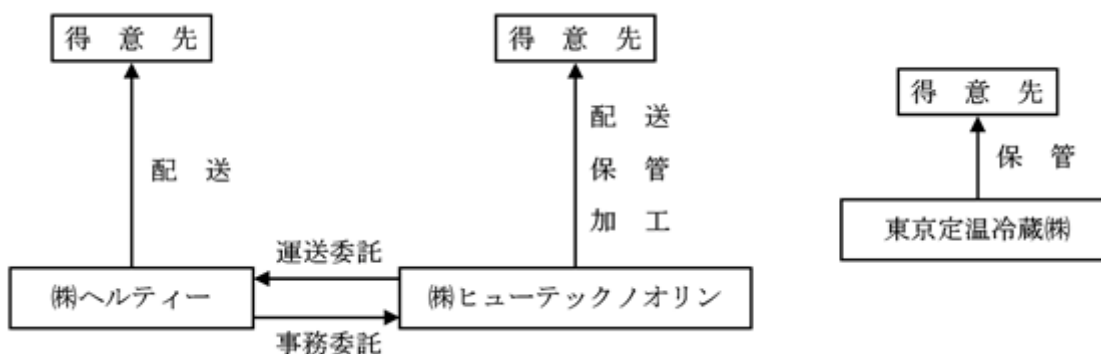 得意先
得意先
得意先
配送
配送
保管
加工
保管
東京定温冷蔵㈱
運送委託
㈱ヘルティー
㈱ヒューテックノオリン
事務委託